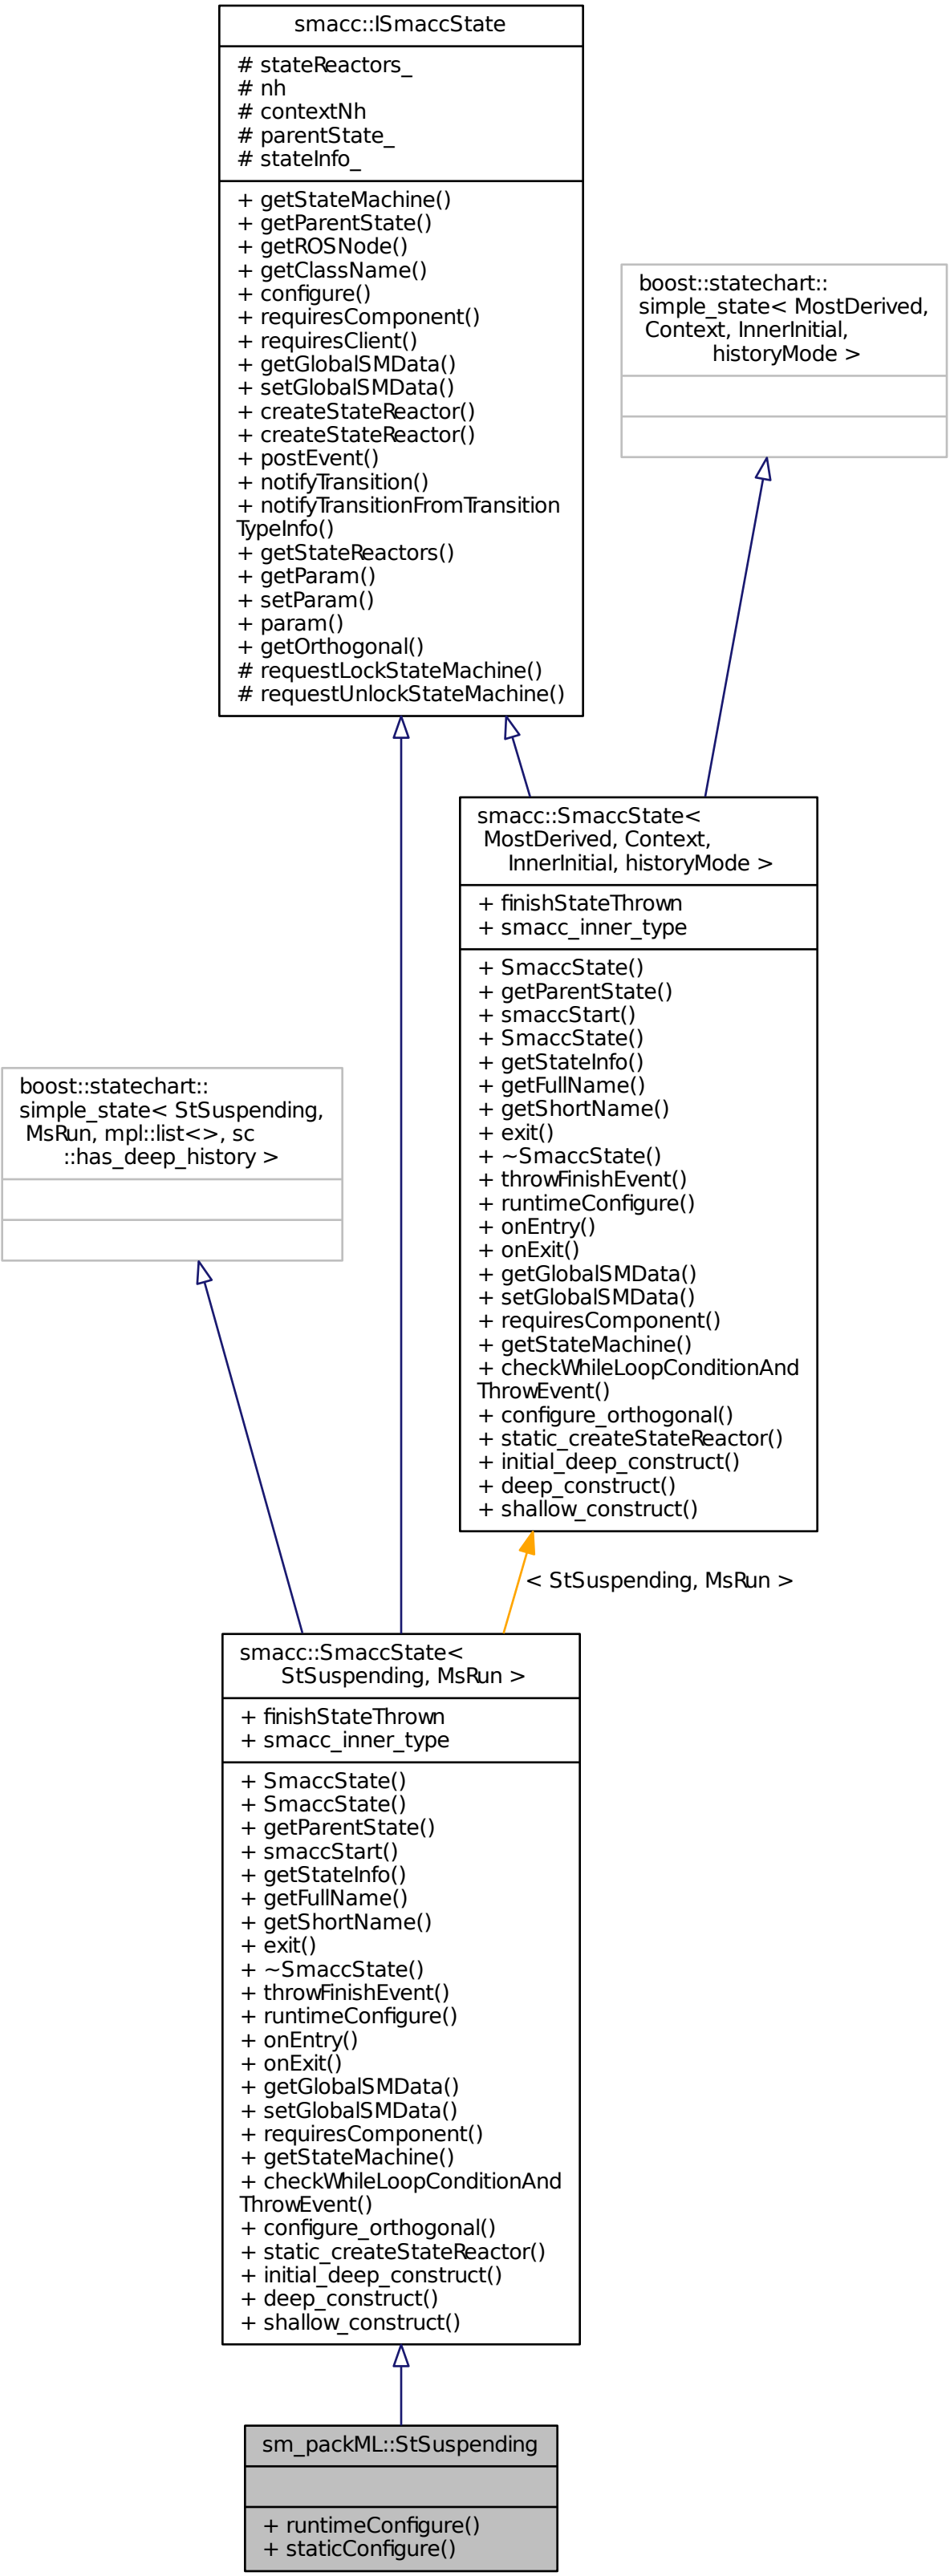 smacc::ISmaccState
# stateReactors_
# nh
# contextNh
# parentState_
# stateInfo_
+ getStateMachine()
+ getParentState()
+ getROSNode()
+ getClassName()
+ configure()
+ requiresComponent()
+ requiresClient()
+ getGlobalSMData()
+ setGlobalSMData()
+ createStateReactor()
+ createStateReactor()
+ postEvent()
+ notifyTransition()
+ notifyTransitionFromTransition
TypeInfo()
+ getStateReactors()
+ getParam()
+ setParam()
+ param()
+ getOrthogonal()
# requestLockStateMachine()
# requestUnlockStateMachine()
boost::statechart::
simple_state< MostDerived,
Context, InnerInitial,
historyMode >
smacc::SmaccState<
MostDerived, Context,
InnerInitial, historyMode >
+ finishStateThrown
+ smacc_inner_type
+ SmaccState()
+ getParentState()
+ smaccStart()
+ SmaccState()
+ getStateInfo()
+ getFullName()
+ getShortName()
+ exit()
+ ~SmaccState()
+ throwFinishEvent()
+ runtimeConfigure()
+ onEntry()
+ onExit()
+ getGlobalSMData()
+ setGlobalSMData()
+ requiresComponent()
+ getStateMachine()
+ checkWhileLoopConditionAnd
ThrowEvent()
+ configure_orthogonal()
+ static_createStateReactor()
+ initial_deep_construct()
+ deep_construct()
+ shallow_construct()
boost::statechart::
simple_state< StSuspending,
MsRun, mpl::list<>, sc
::has_deep_history >
< StSuspending, MsRun >
smacc::SmaccState<
StSuspending, MsRun >
+ finishStateThrown
+ smacc_inner_type
+ SmaccState()
+ SmaccState()
+ getParentState()
+ smaccStart()
+ getStateInfo()
+ getFullName()
+ getShortName()
+ exit()
+ ~SmaccState()
+ throwFinishEvent()
+ runtimeConfigure()
+ onEntry()
+ onExit()
+ getGlobalSMData()
+ setGlobalSMData()
+ requiresComponent()
+ getStateMachine()
+ checkWhileLoopConditionAnd
ThrowEvent()
+ configure_orthogonal()
+ static_createStateReactor()
+ initial_deep_construct()
+ deep_construct()
+ shallow_construct()
sm_packML::StSuspending
+ runtimeConfigure()
+ staticConfigure()